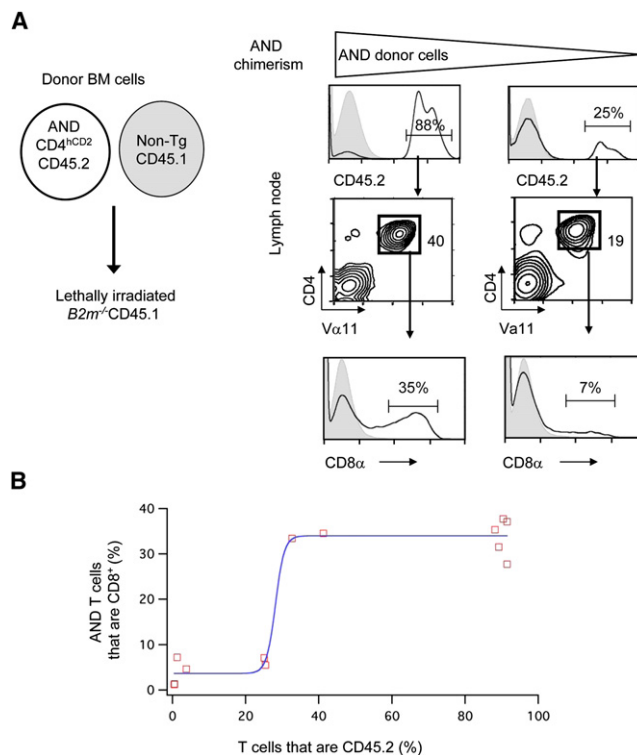 A
Donor BM cells
AND
CD4hCD2
CD45.2
Non-Tg
CD45.1
Lethally irradiated
B2m-/-CD45.1
AND
chimerism
AND donor cells
Lymph node
88%
CD45.2
25%
CD45.2
40
CD4
Vα11
19
CD4
Va11
35%
CD8α
7%
CD8α
B
AND T cells
that are CD8+ (%)
40
30
20
10
0
0
20
40
60
80
100
T cells that are CD45.2 (%)